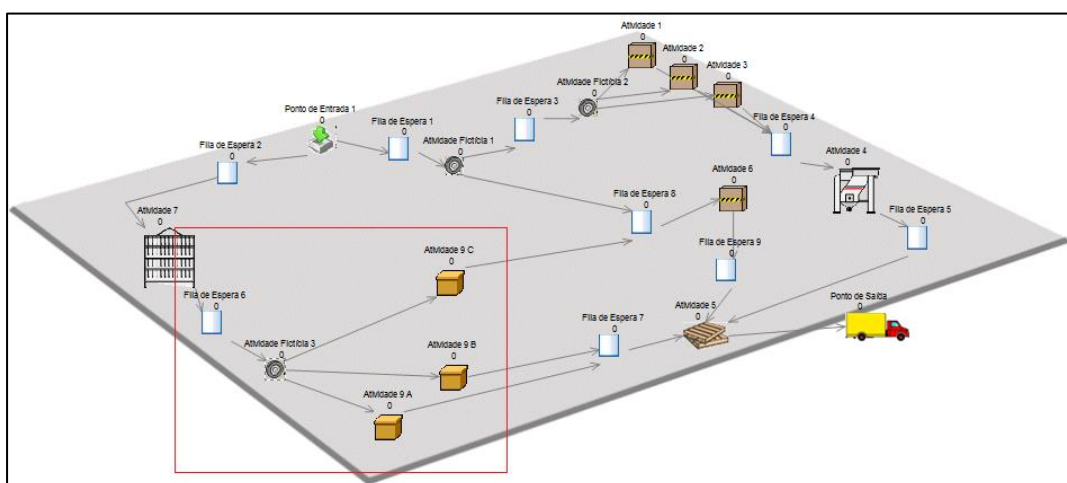 Atividade 1
0
Atividade 2
0
Atividade 3
0
Atividade Fictícia 2
0
Fila de Espera 3
0
Ponto de Entrada 1
0
Fila de Espera 1
0
Fila de Espera 4
0
Atividade Fictícia 1
0
Fila de Espera 2
0
Atividade 4
0
Atividade 6
0
Fila de Espera 8
0
Fila de Espera 5
0
Atividade 7
0
Atividade 9 C
0
Fila de Espera 9
0
Fila de Espera 6
0
Atividade 5
0
Ponto de Saída
0
Fila de Espera 7
0
Atividade Fictícia 3
0
Atividade 9 B
0
Atividade 9 A
0